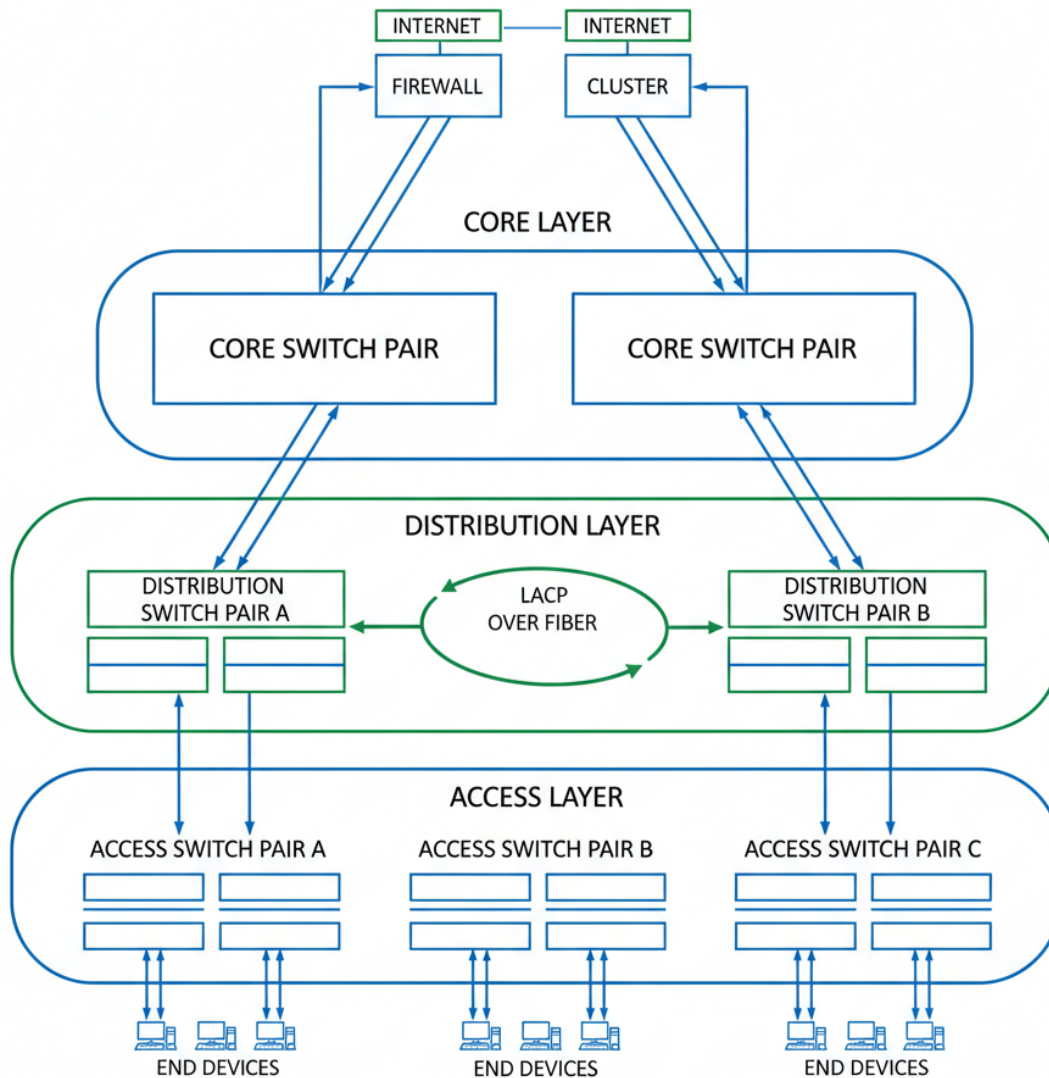 INTERNET
INTERNET
FIREWALL
CLUSTER
CORE LAYER
CORE SWITCH PAIR
CORE SWITCH PAIR
DISTRIBUTION LAYER
DISTRIBUTION
SWITCH PAIR A
LACP
OVER FIBER
DISTRIBUTION
SWITCH PAIR B
ACCESS LAYER
ACCESS SWITCH PAIR A
ACCESS SWITCH PAIR B
ACCESS SWITCH PAIR C
END DEVICES
END DEVICES
END DEVICES